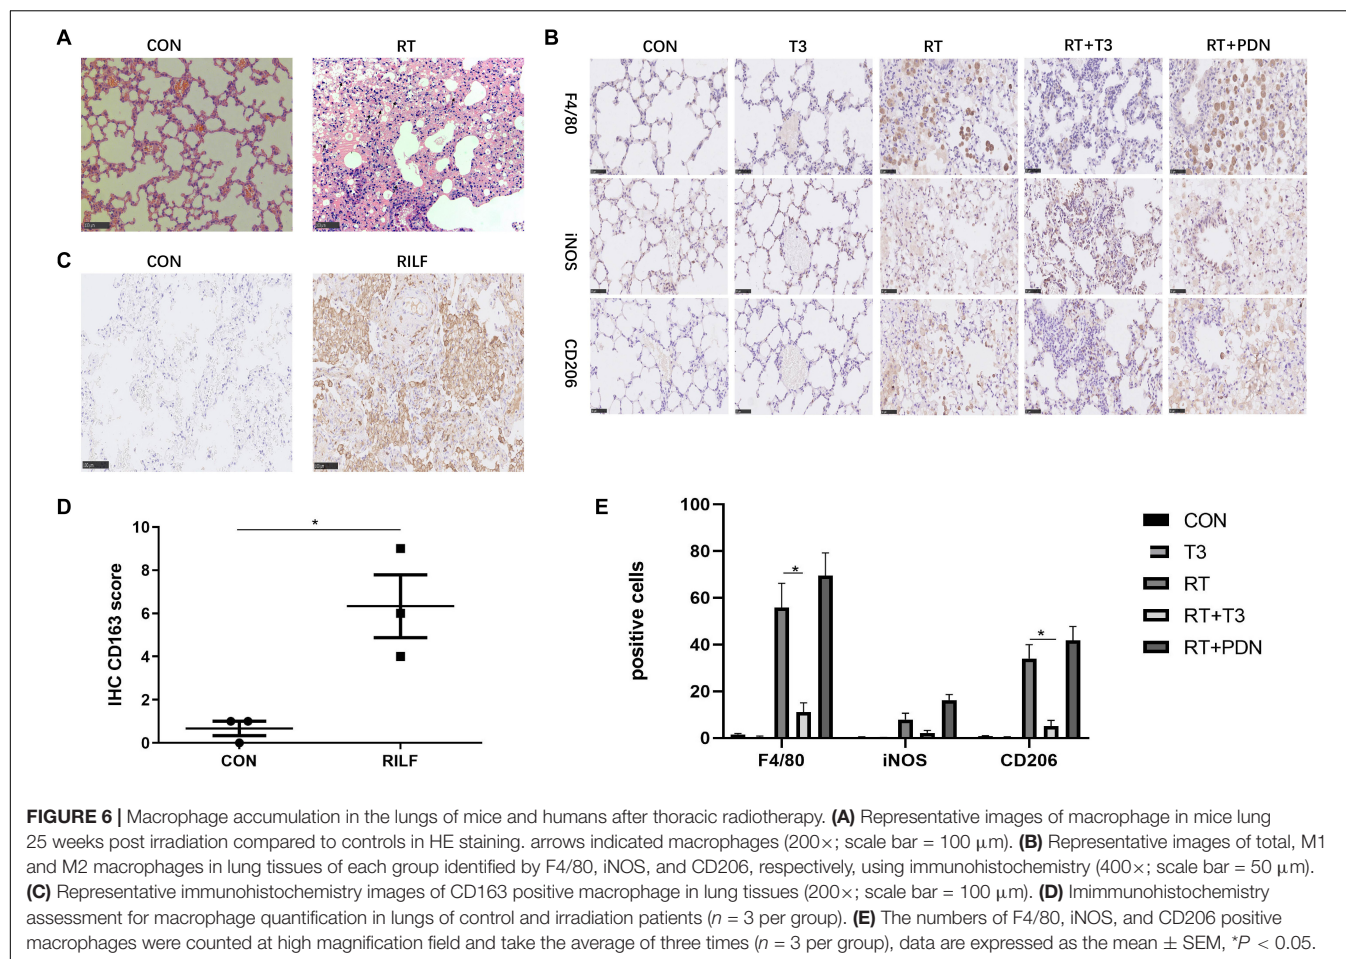 A
CON
RT
B
CON
T3
RT
RT+T3
RT+PDN
F4/80
iNOS
CD206
C
CON
RILF
D
IHC CD163 score
10
8
6
4
2
0
*
CON
RILF
E
positive cells
100
80
60
40
20
0
*
*
F4/80
iNOS
CD206
CON
T3
RT
RT+T3
RT+PDN
FIGURE 6 | Macrophage accumulation in the lungs of mice and humans after thoracic radiotherapy. (A) Representative images of macrophage in mice lung
25 weeks post irradiation compared to controls in HE staining. arrows indicated macrophages (200×; scale bar = 100 μm). (B) Representative images of total, M1
and M2 macrophages in lung tissues of each group identified by F4/80, iNOS, and CD206, respectively, using immunohistochemistry (400×; scale bar = 50 μm).
(C) Representative immunohistochemistry images of CD163 positive macrophage in lung tissues (200×; scale bar = 100 μm). (D) Imimmunohistochemistry
assessment for macrophage quantification in lungs of control and irradiation patients (n = 3 per group). (E) The numbers of F4/80, iNOS, and CD206 positive
macrophages were counted at high magnification field and take the average of three times (n = 3 per group), data are expressed as the mean ± SEM, *P < 0.05.